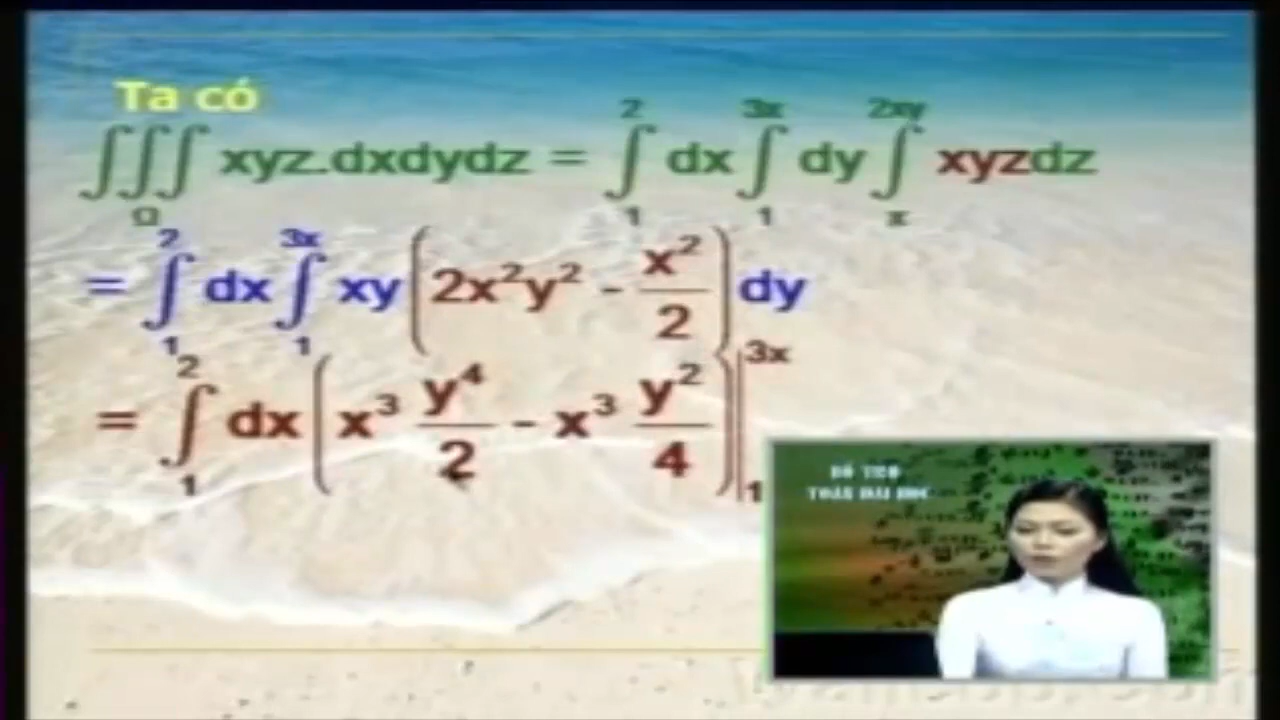 Ta có
∭_Ω xyz.dxdydz = ∫_1^2 dx ∫_1^{3x} dy ∫_x^{2xy} xyzdz
= ∫_1^2 dx ∫_1^{3x} xy(2x²y² - x²/2) dy
= ∫_1^2 dx (x³ y⁴/2 - x³ y²/4)|_1^{3x}